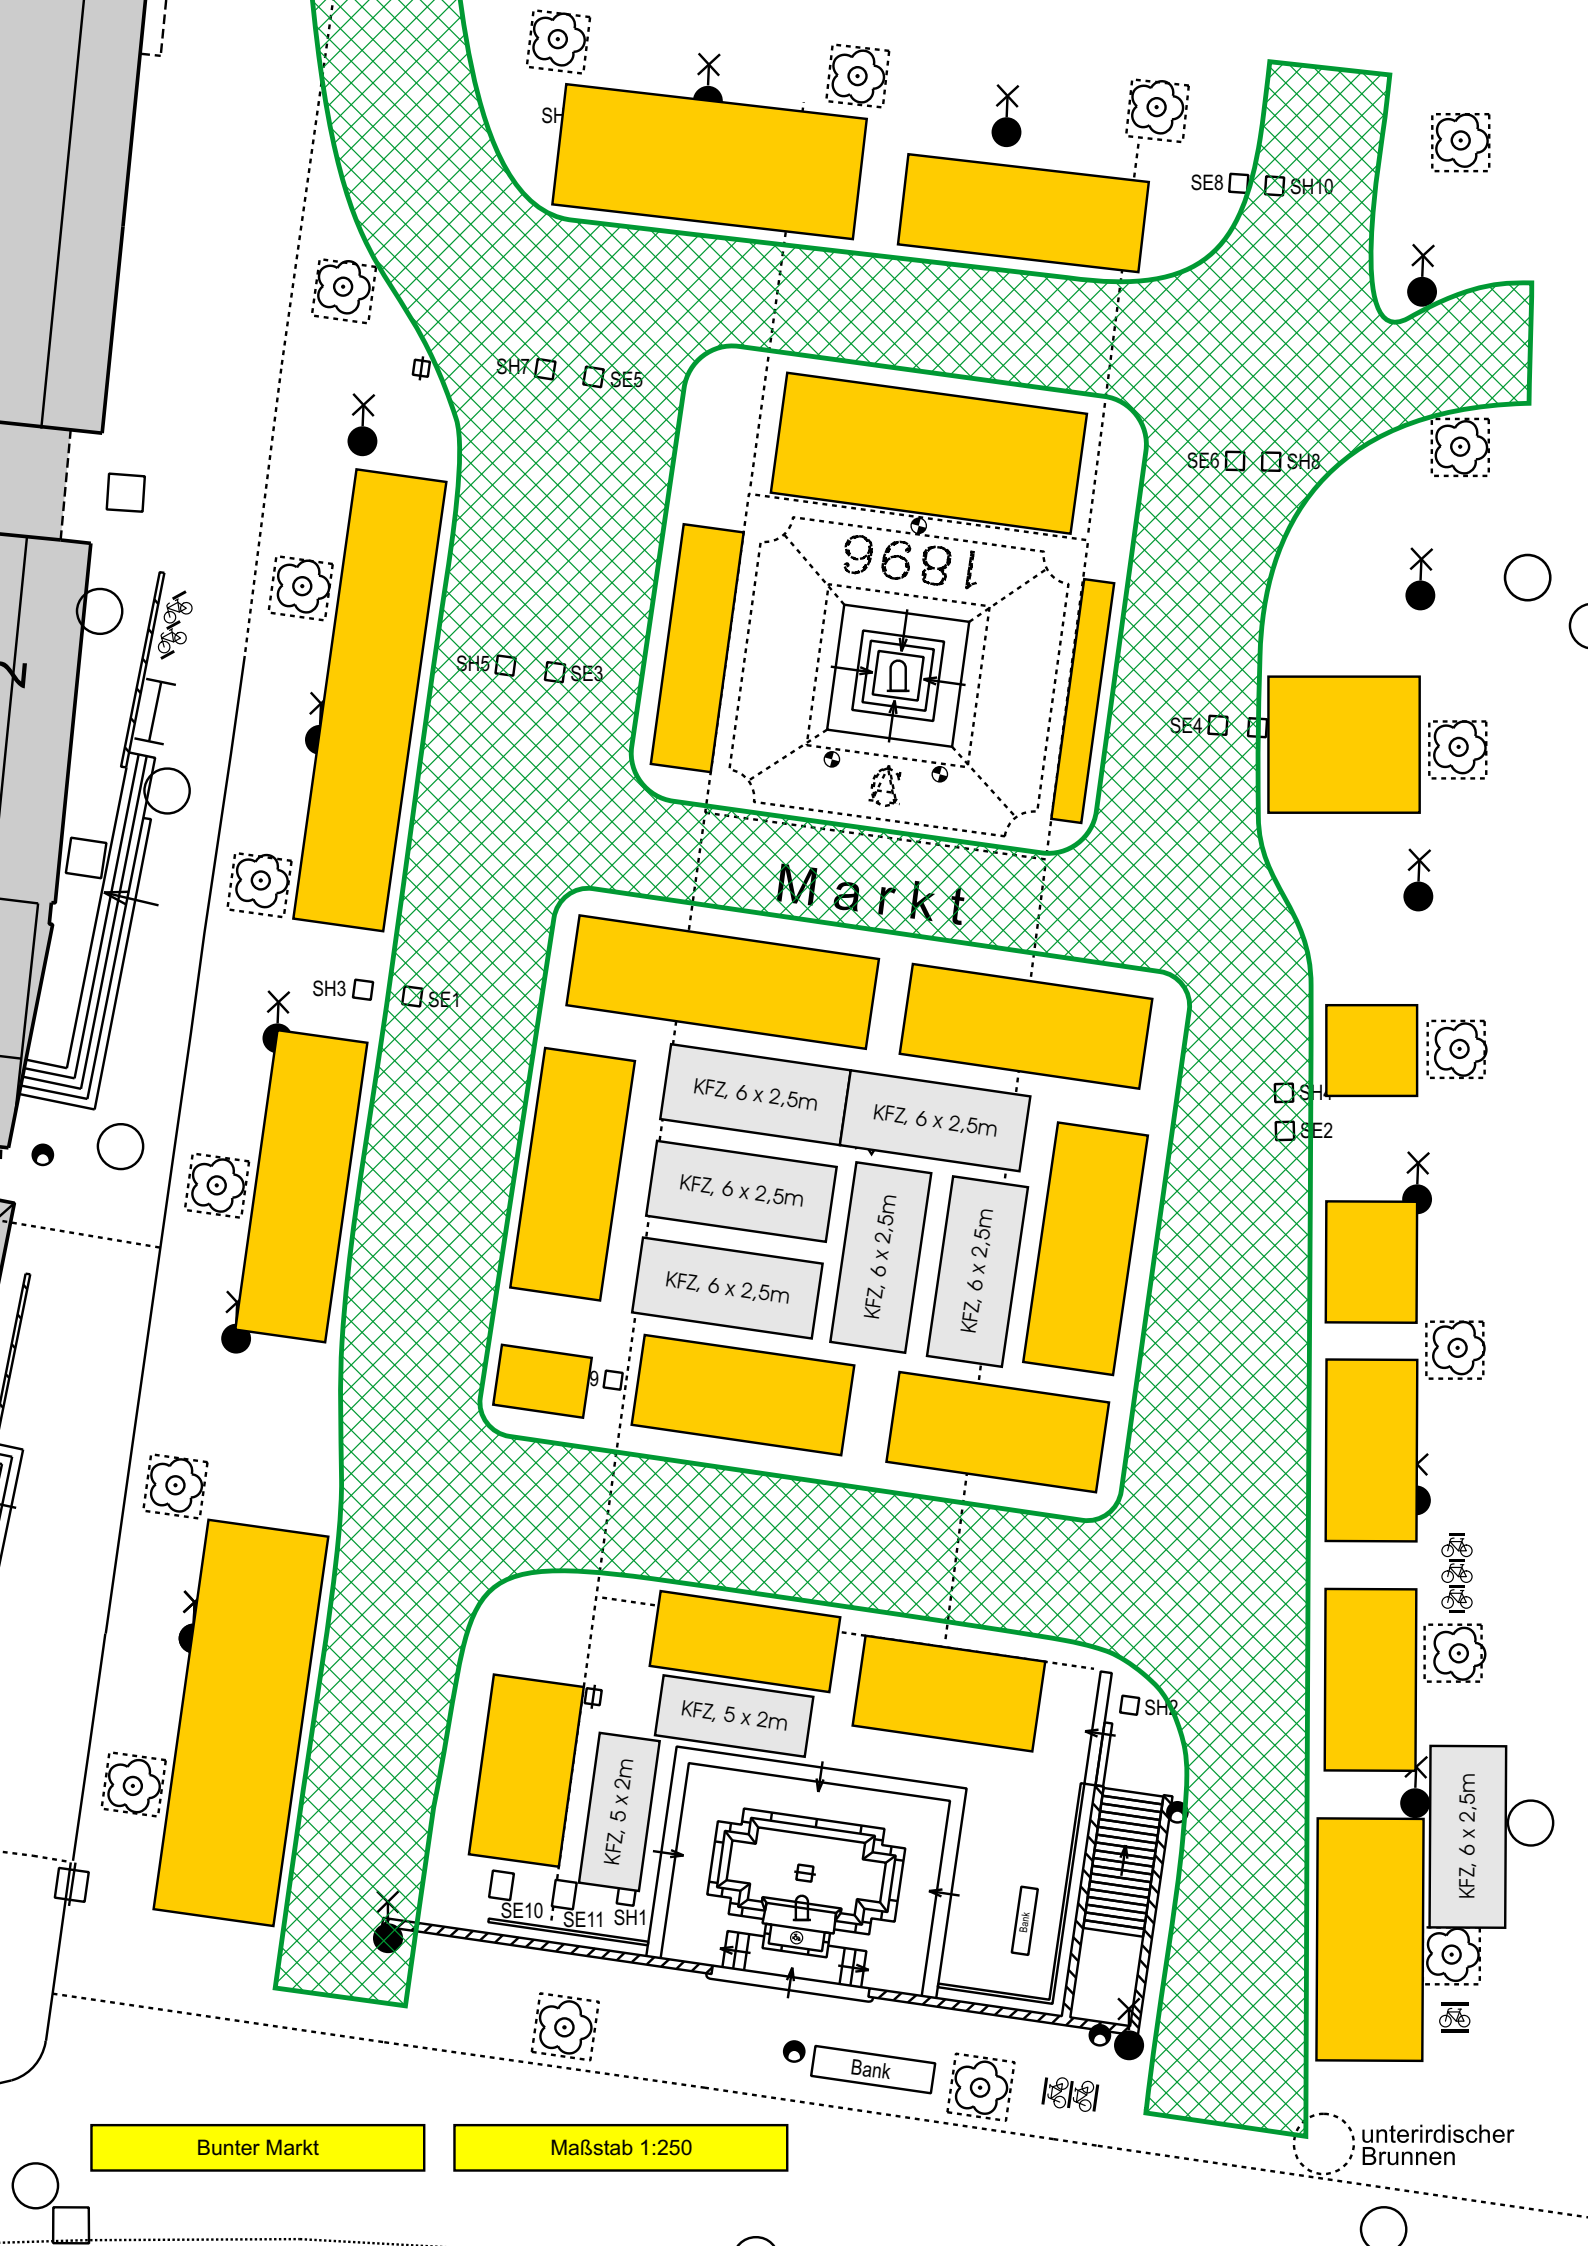 SH
SE8
SH10
SH7
SE5
SE6
SH8
1896
SH5
SE3
SE4
2
A
Markt
SH3
SE1
KFZ, 6 x 2,5m
KFZ, 6 x 2,5m
SH4
SE2
KFZ, 6 x 2,5m
KFZ, 6 x 2,5m
KFZ, 6 x 2,5m
KFZ, 6 x 2,5m
9
KFZ, 5 x 2m
SH2
KFZ, 5 x 2m
KFZ, 6 x 2,5m
SE10
SE11
SH1
Bank
Bank
Bunter Markt
Maßstab 1:250
unterirdischer
Brunnen